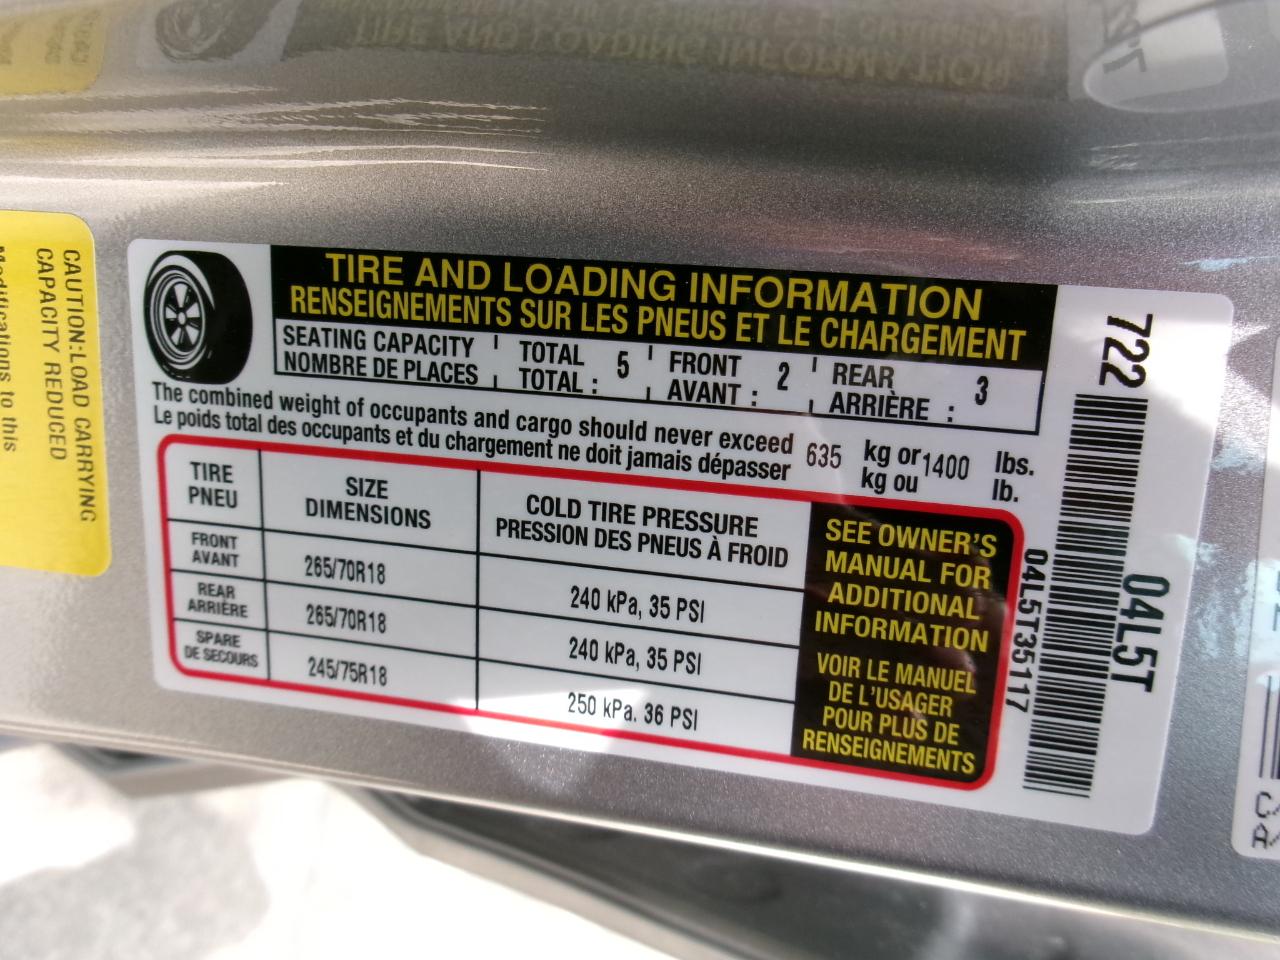 TIRE AND LOADING INFORMATION
RENSEIGNEMENTS SUR LES PNEUS ET LE CHARGEMENT
SEATING CAPACITY TOTAL 5 FRONT 2 REAR 3
NOMBRE DE PLACES TOTAL : AVANT : ARRIÈRE :
The combined weight of occupants and cargo should never exceed 635 kg or 1400 lbs.
Le poids total des occupants et du chargement ne doit jamais dépasser kg ou lb.
TIRE
PNEU
SIZE
DIMENSIONS
COLD TIRE PRESSURE
PRESSION DES PNEUS À FROID
FRONT
AVANT
265/70R18
240 kPa, 35 PSI
REAR
ARRIÈRE
265/70R18
240 kPa, 35 PSI
SPARE
DE SECOURS
245/75R18
250 kPa. 36 PSI
SEE OWNER'S
MANUAL FOR
ADDITIONAL
INFORMATION
VOIR LE MANUEL
DE L'USAGER
POUR PLUS DE
RENSEIGNEMENTS
722
04L5T
04L5T35117
CAUTION:LOAD CARRYING
CAPACITY REDUCED
Modifications to this